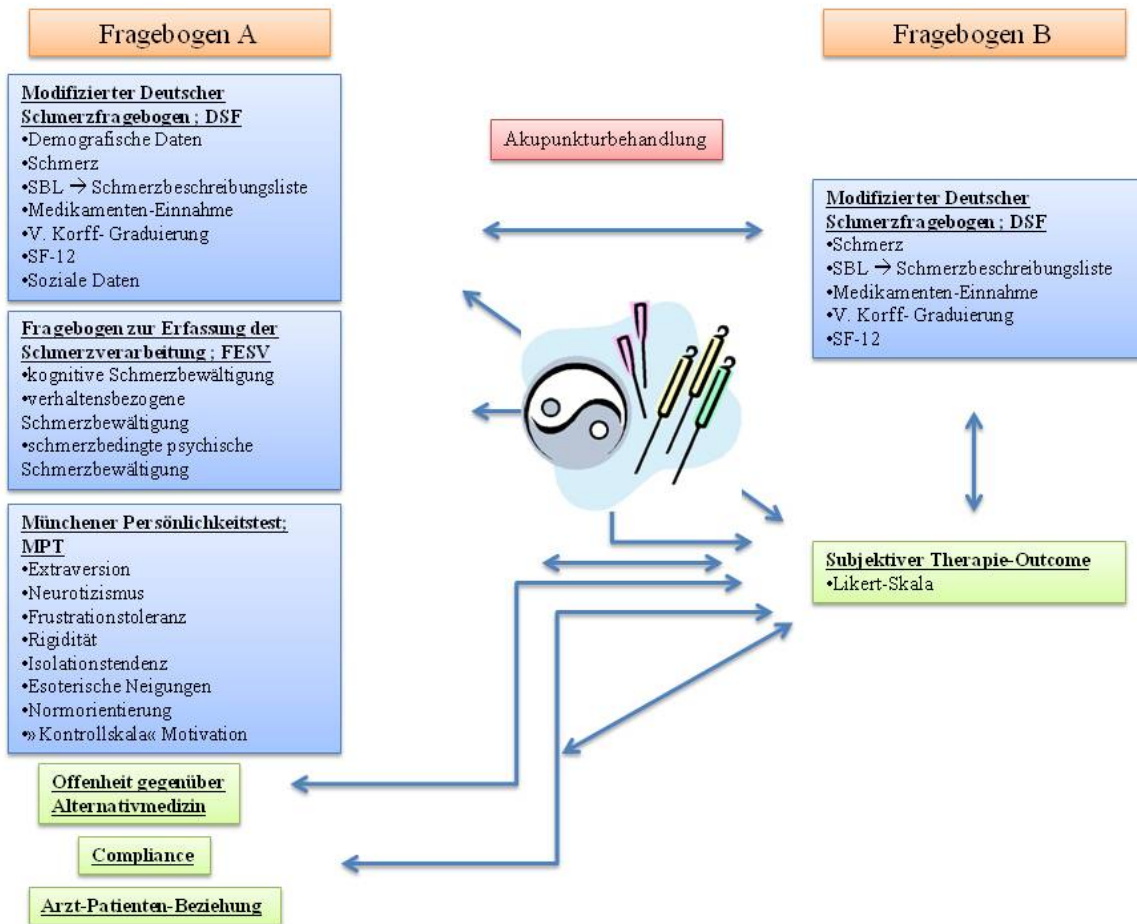 Fragebogen A
Modifizierter Deutscher
Schmerzfragebogen ; DSF
•Demografische Daten
•Schmerz
•SBL → Schmerzbeschreibungsliste
•Medikamenten-Einnahme
•V. Korff- Graduierung
•SF-12
•Soziale Daten
Fragebogen zur Erfassung der
Schmerzverarbeitung ; FESV
•kognitive Schmerzbewältigung
•verhaltensbezogene
Schmerzbewältigung
•schmerzbedingte psychische
Schmerzbewältigung
Münchener Persönlichkeitstest;
MPT
•Extraversion
•Neurotizismus
•Frustrationstoleranz
•Rigidität
•Isolationstendenz
•Esoterische Neigungen
•Normorientierung
•»Kontrollskala« Motivation
Offenheit gegenüber
Alternativmedizin
Compliance
Arzt-Patienten-Beziehung
Akupunkturbehandlung
Fragebogen B
Modifizierter Deutscher
Schmerzfragebogen ; DSF
•Schmerz
•SBL → Schmerzbeschreibungsliste
•Medikamenten-Einnahme
•V. Korff- Graduierung
•SF-12
Subjektiver Therapie-Outcome
•Likert-Skala